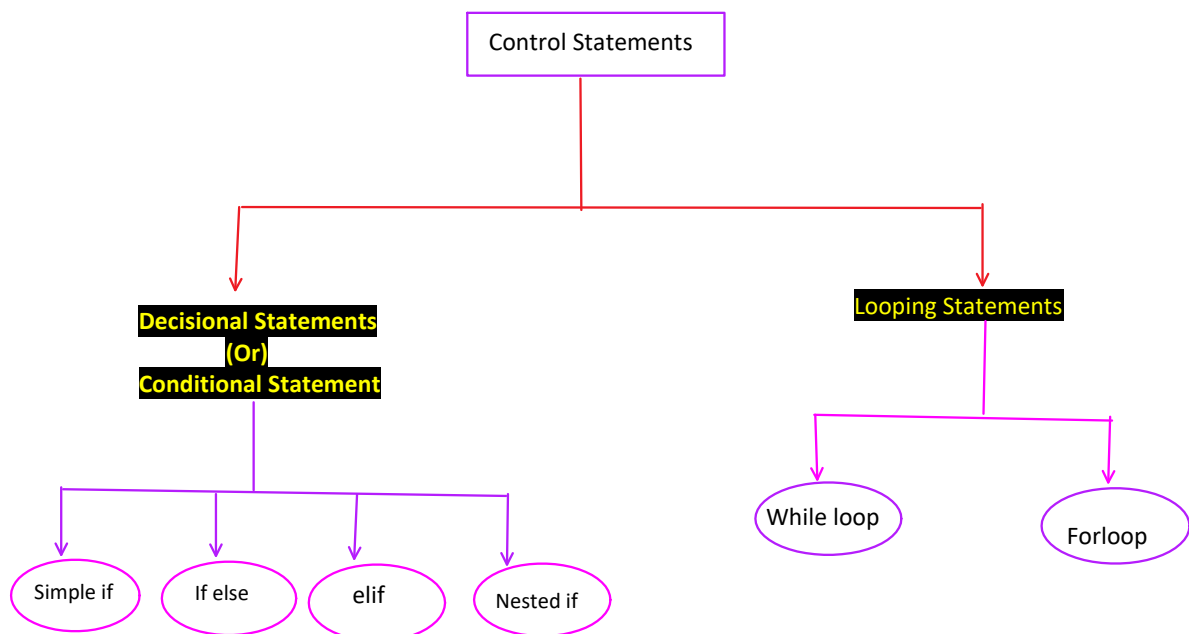 Control Statements
Decisional Statements
(Or)
Conditional Statement
Looping Statements
Simple if
If else
elif
Nested if
While loop
Forloop